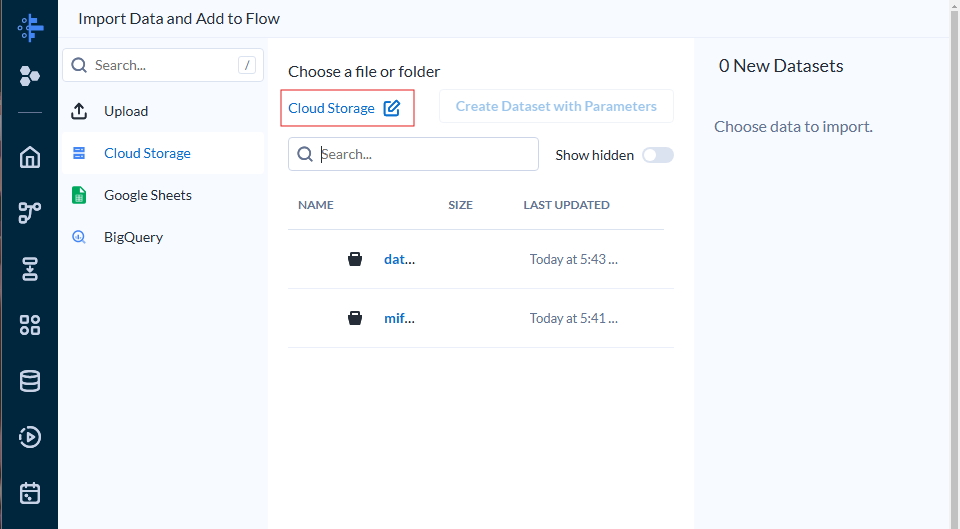 Import Data and Add to Flow
Search...
/
Upload
Cloud Storage
Google Sheets
BigQuery
Choose a file or folder
Cloud Storage
Create Dataset with Parameters
Search...
Show hidden
NAME SIZE LAST UPDATED
dat... Today at 5:43 ...
mif... Today at 5:41 ...
0 New Datasets
Choose data to import.